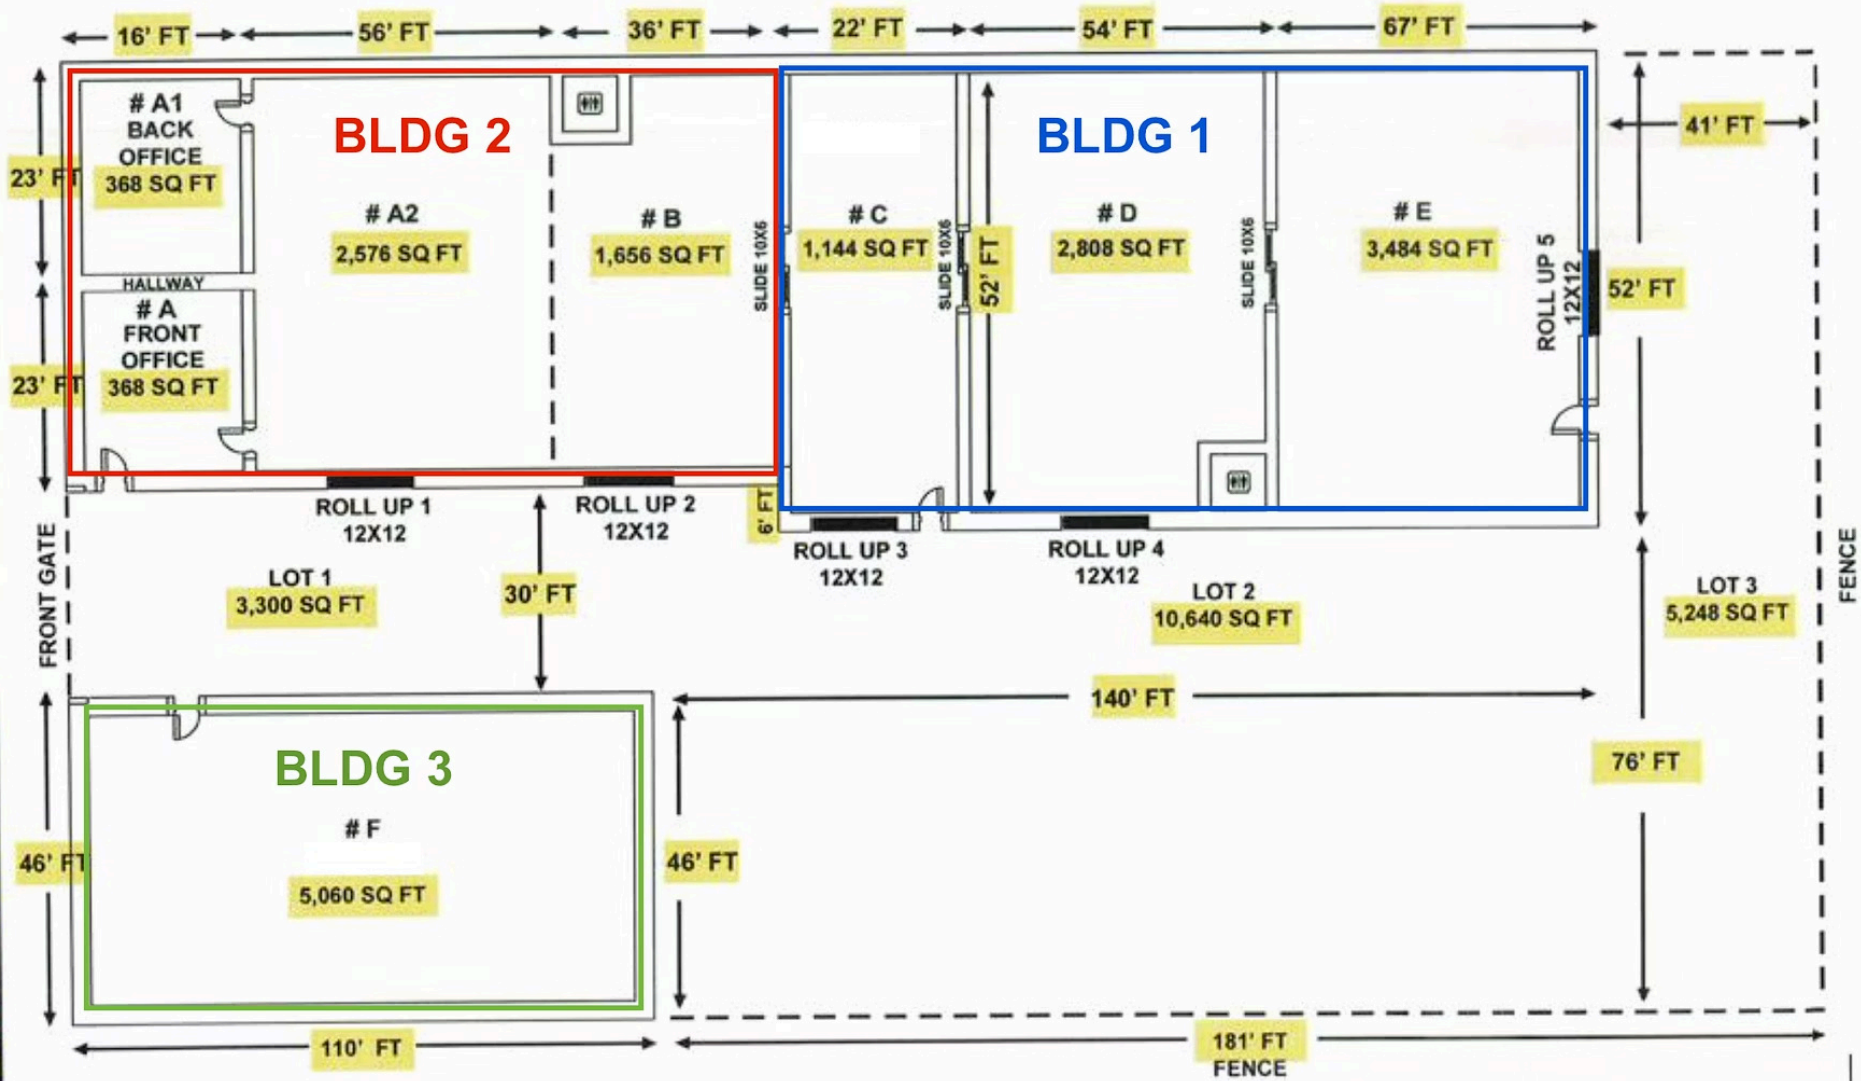 16' FT
56' FT
36' FT
22' FT
54' FT
67' FT
# A1
BACK
OFFICE
368 SQ FT
23' FT
BLDG 2
# A2
2,576 SQ FT
# B
1,656 SQ FT
SLIDE 10X6
BLDG 1
# C
1,144 SQ FT
SLIDE 10X6
52' FT
# D
2,808 SQ FT
SLIDE 10X6
# E
3,484 SQ FT
ROLL UP 5
12X12
52' FT
41' FT
HALLWAY
# A
FRONT
OFFICE
368 SQ FT
23' FT
ROLL UP 1
12X12
ROLL UP 2
12X12
6' FT
ROLL UP 3
12X12
ROLL UP 4
12X12
FRONT GATE
LOT 1
3,300 SQ FT
30' FT
LOT 2
10,640 SQ FT
LOT 3
5,248 SQ FT
FENCE
140' FT
76' FT
BLDG 3
# F
5,060 SQ FT
46' FT
46' FT
110' FT
181' FT
FENCE